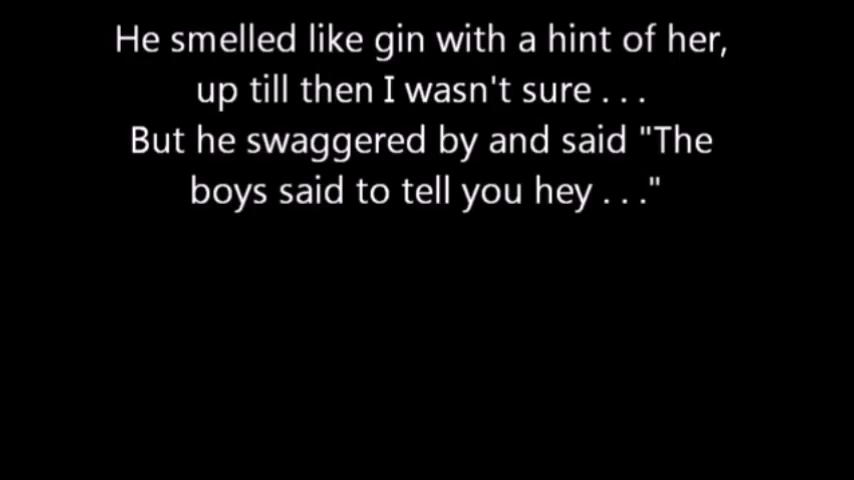 He smelled like gin with a hint of her,
up till then I wasn't sure . . .
But he swaggered by and said "The
boys said to tell you hey . . ."